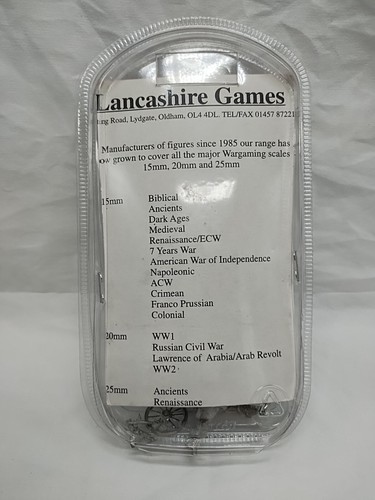 Lancashire Games
Road, Lydgate, Oldham, OL4 4DL. TEL/FAX 01457 87221
Manufacturers of figures since 1985 our range has
now grown to cover all the major Wargaming scales
15mm, 20mm and 25mm
15mm Biblical
Ancients
Dark Ages
Medieval
Renaissance/ECW
7 Years War
American War of Independence
Napoleonic
ACW
Crimean
Franco Prussian
Colonial
20mm WW1
Russian Civil War
Lawrence of Arabia/Arab Revolt
WW2
25mm Ancients
Renaissance